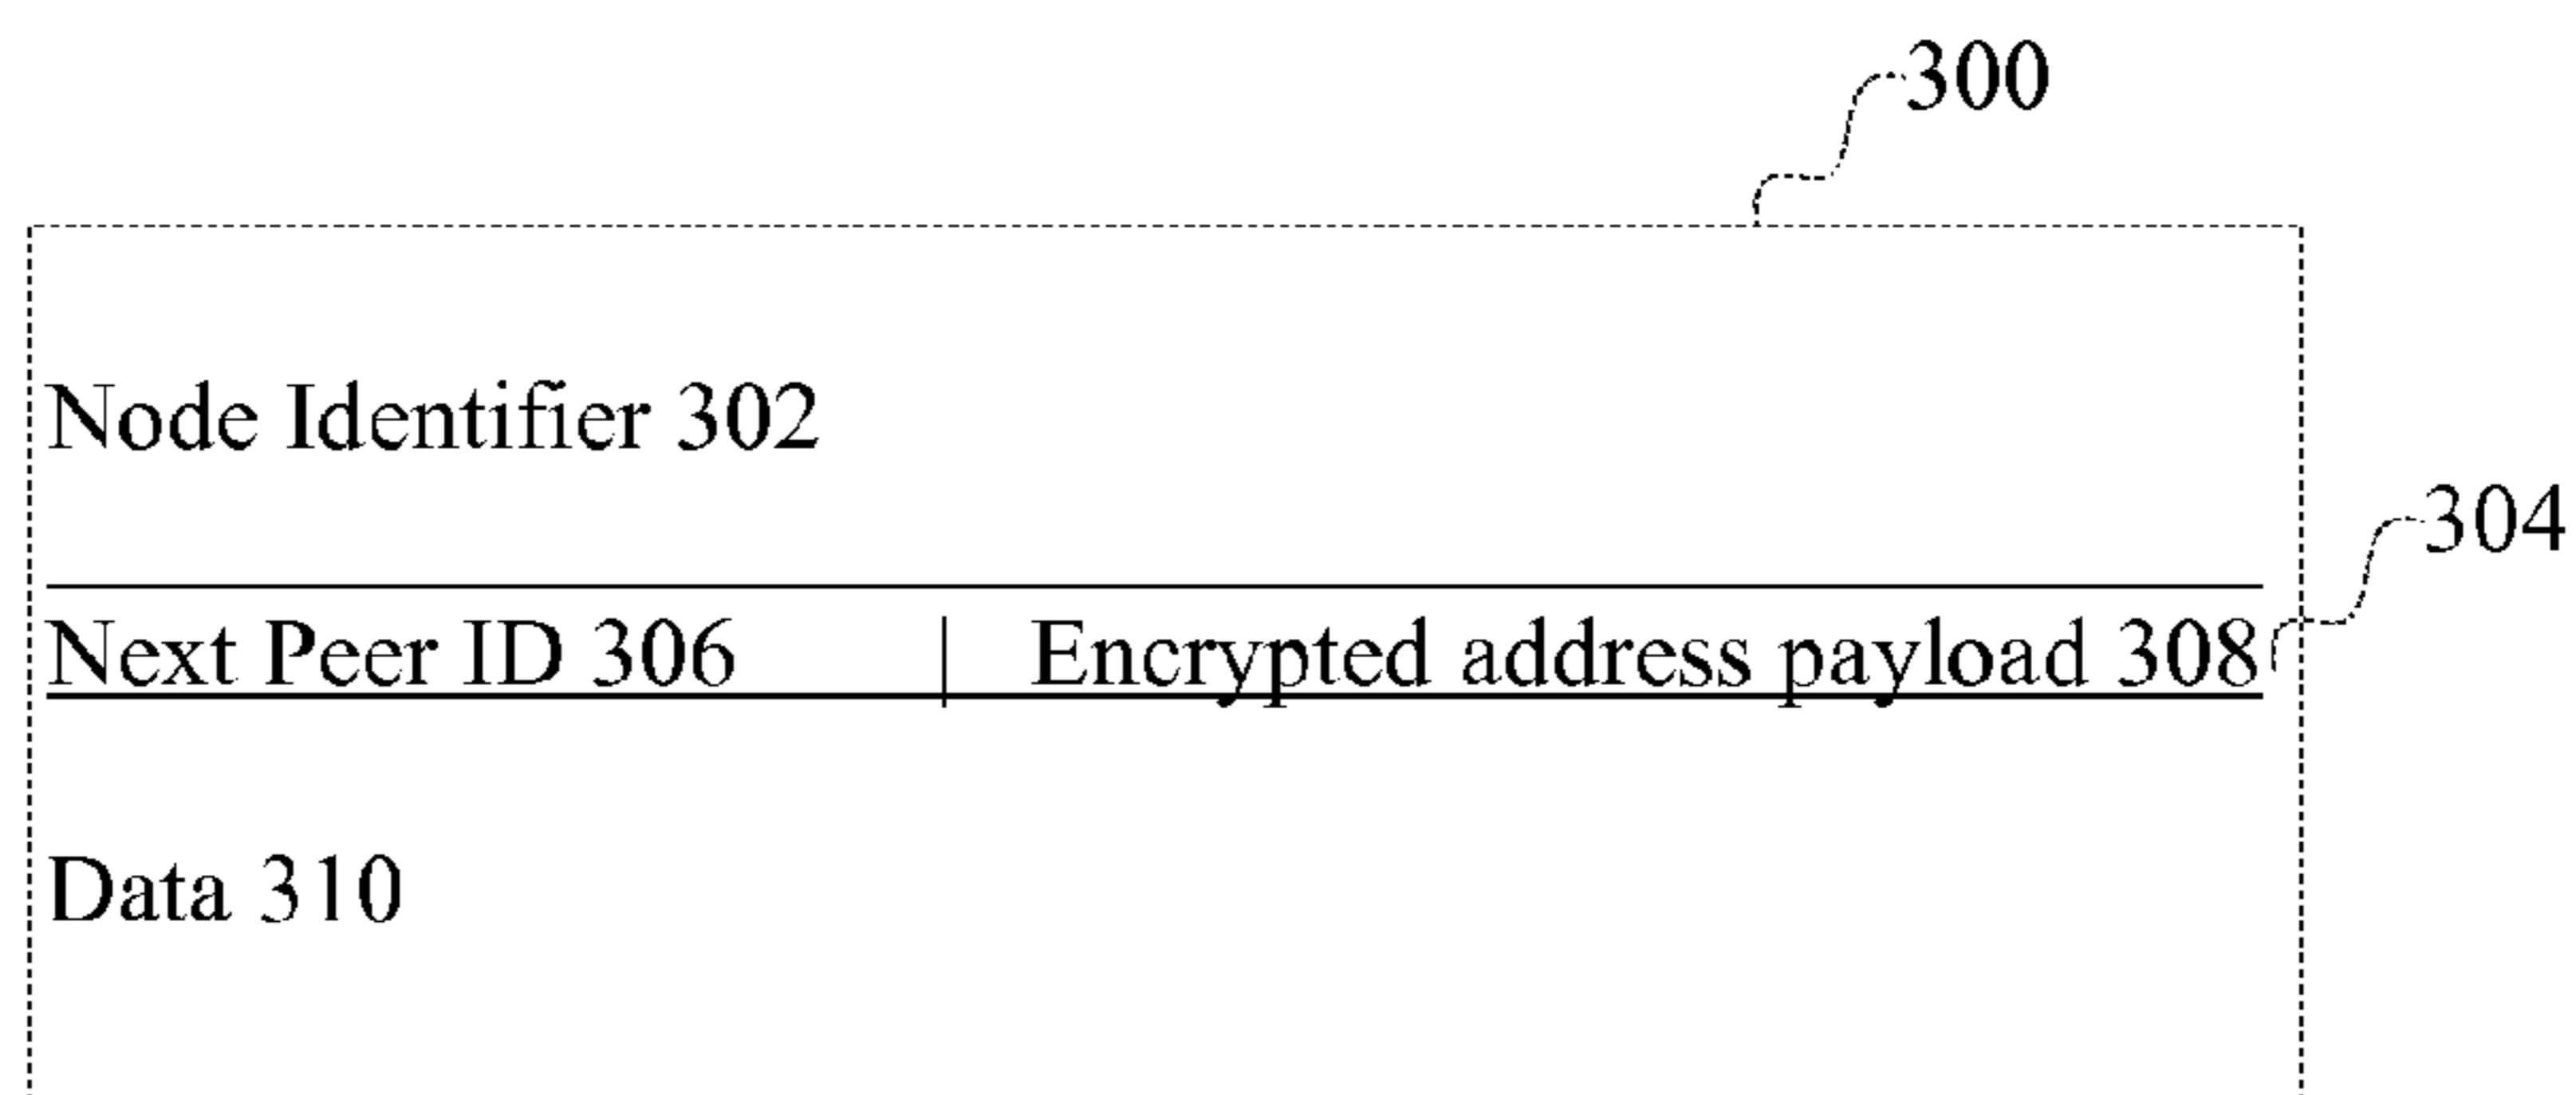 300
Node Identifier 302
304
Next Peer ID 306 | Encrypted address payload 308
Data 310